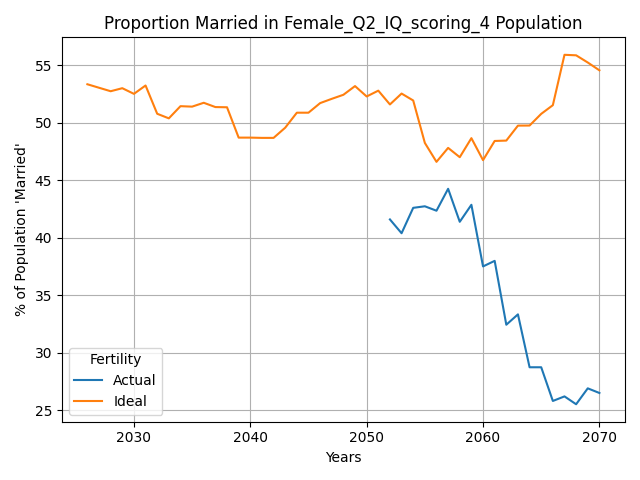 Proportion Married in Female_Q2_IQ_scoring_4 Population
% of Population 'Married'
55
50
45
40
35
30
25
Fertility
Actual
Ideal
2030 2040 2050 2060 2070
Years